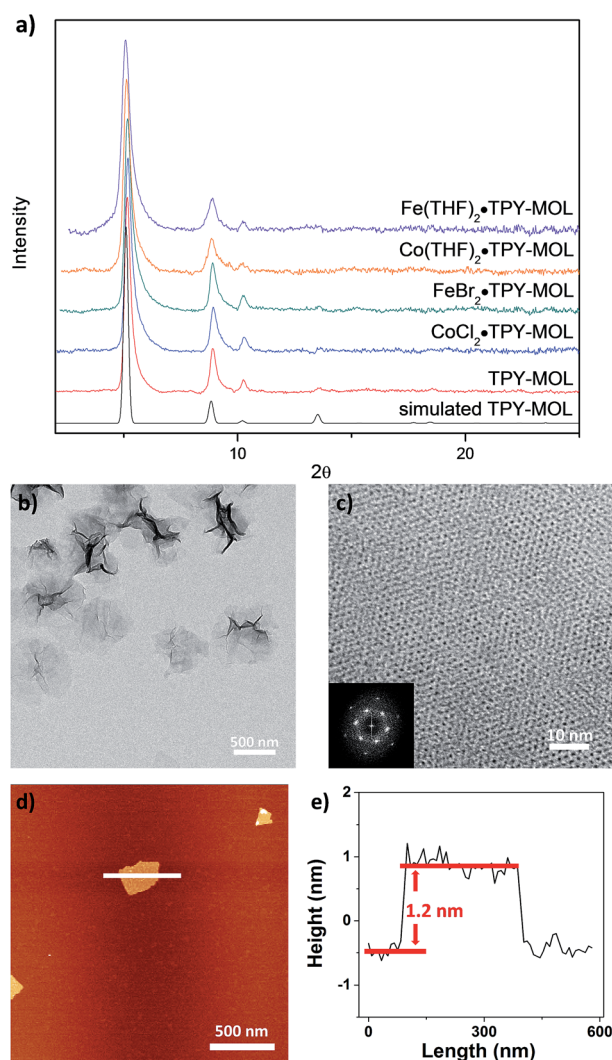 a)
Intensity
Fe(THF)₂•TPY-MOL
Co(THF)₂•TPY-MOL
FeBr₂•TPY-MOL
CoCl₂•TPY-MOL
TPY-MOL
simulated TPY-MOL
10
20
2θ
b)
500 nm
c)
10 nm
d)
500 nm
e)
Height (nm)
2
1
0
-1
1.2 nm
0
300
600
Length (nm)